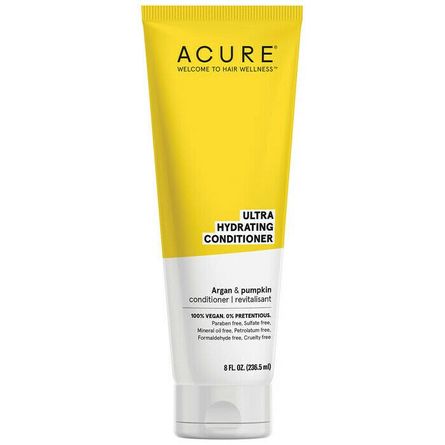 ACURE®
WELCOME TO HAIR WELLNESS™
ULTRA
HYDRATING
CONDITIONER
Argan & pumpkin
conditioner | revitalisant
100% VEGAN. 0% PRETENTIOUS.
Paraben free, Sulfate free,
Mineral oil free, Petrolatum free,
Formaldehyde free, Cruelty free
8 FL. OZ. (236.5 ml)